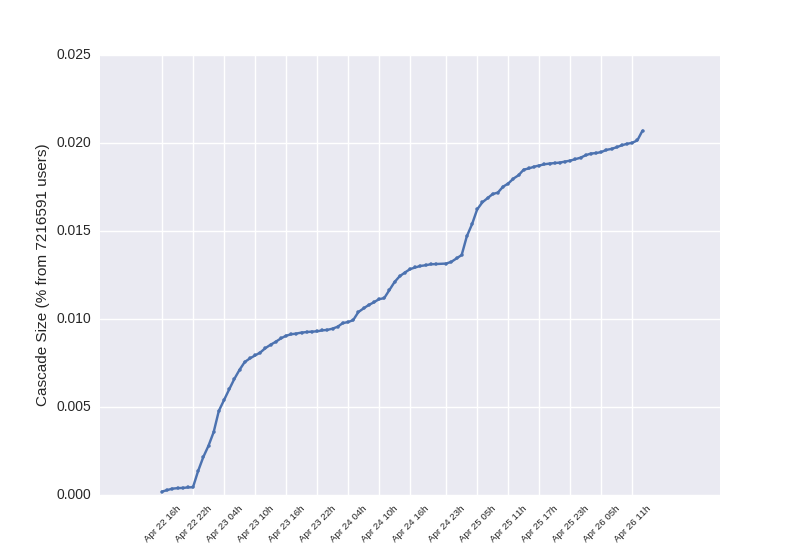 0.025
0.020
0.015
0.010
0.005
0.000
Cascade Size (% from 7216591 users)
Apr 22 16h
Apr 22 22h
Apr 23 04h
Apr 23 10h
Apr 23 16h
Apr 23 22h
Apr 24 04h
Apr 24 10h
Apr 24 16h
Apr 24 23h
Apr 25 05h
Apr 25 11h
Apr 25 17h
Apr 25 23h
Apr 26 05h
Apr 26 11h